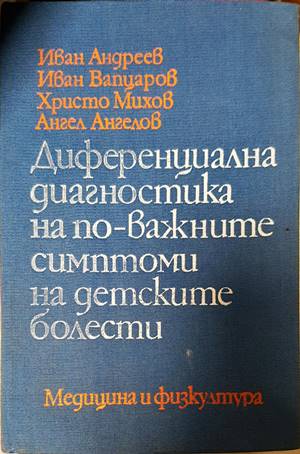 Иван Андреев
Иван Вапцаров
Христо Михов
Ангел Ангелов
Диференциална
диагностика
на по-важните
симптоми
на детските
болести
Медицина и физкултура